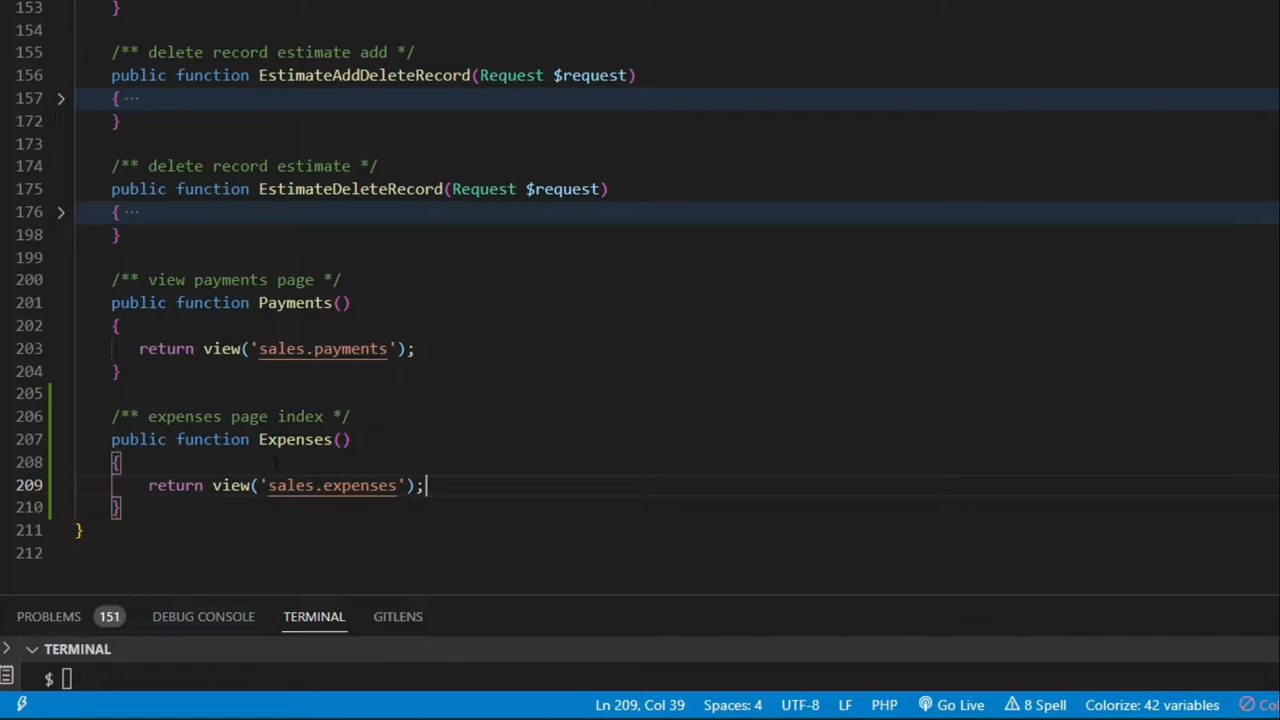 153 }
154
155 /** delete record estimate add */
156 public function EstimateAddDeleteRecord(Request $request)
157 { ···
172 }
173
174 /** delete record estimate */
175 public function EstimateDeleteRecord(Request $request)
176 { ···
198 }
199
200 /** view payments page */
201 public function Payments()
202 {
203 return view('sales.payments');
204 }
205
206 /** expenses page index */
207 public function Expenses()
208 {
209 return view('sales.expenses');
210 }
211 }
212
PROBLEMS 151 DEBUG CONSOLE TERMINAL GITLENS
TERMINAL
$
Ln 209, Col 39 Spaces: 4 UTF-8 LF PHP Go Live 8 Spell Colorize: 42 variables